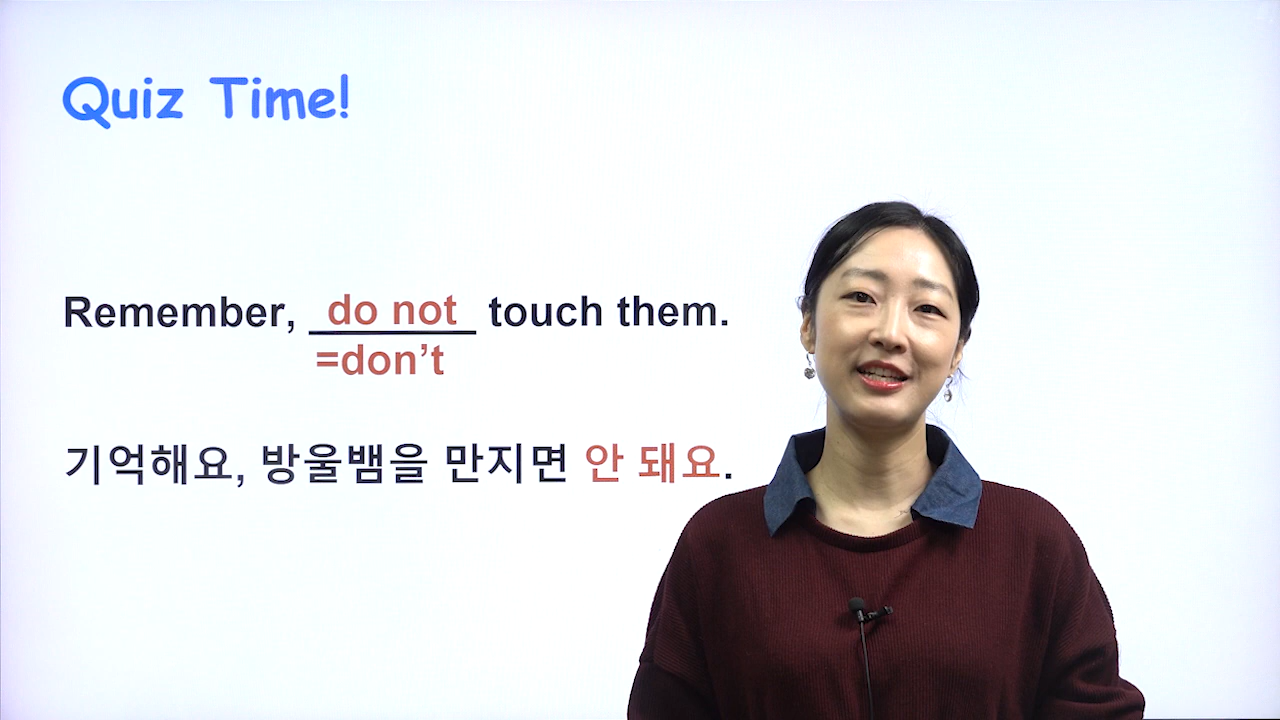 Quiz Time!
Remember, do not touch them.
=don’t
기억해요, 방울뱀을 만지면 안 돼요.